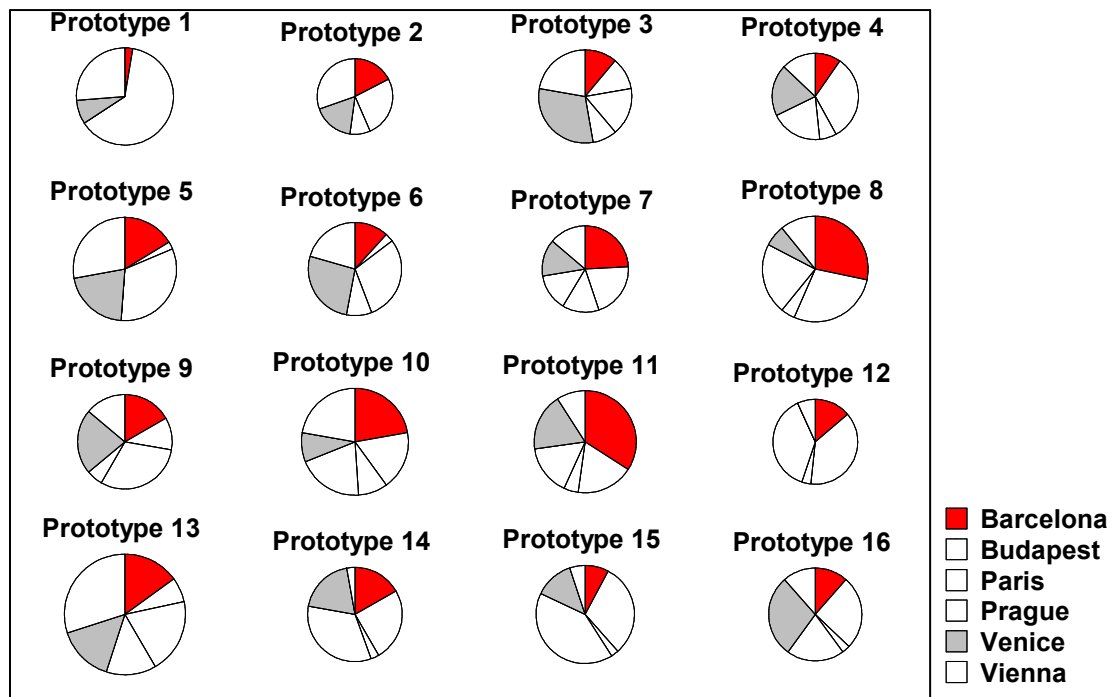 Prototype 1
Prototype 2
Prototype 3
Prototype 4
Prototype 5
Prototype 6
Prototype 7
Prototype 8
Prototype 9
Prototype 10
Prototype 11
Prototype 12
Prototype 13
Prototype 14
Prototype 15
Prototype 16
Barcelona
Budapest
Paris
Prague
Venice
Vienna